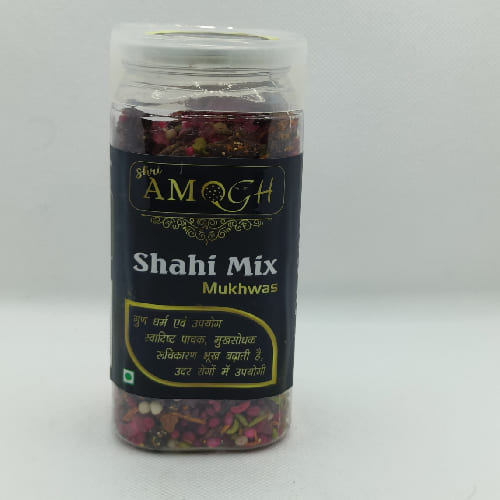 Shri
AMOGH
Shahi Mix
Mukhwas
गुण धर्म एवं उपयोग
स्वादिष्ट पाचक, मुखसोधक
रूचिकारण भूख बढ़ाती है,
उदर रोगों में उपयोगी